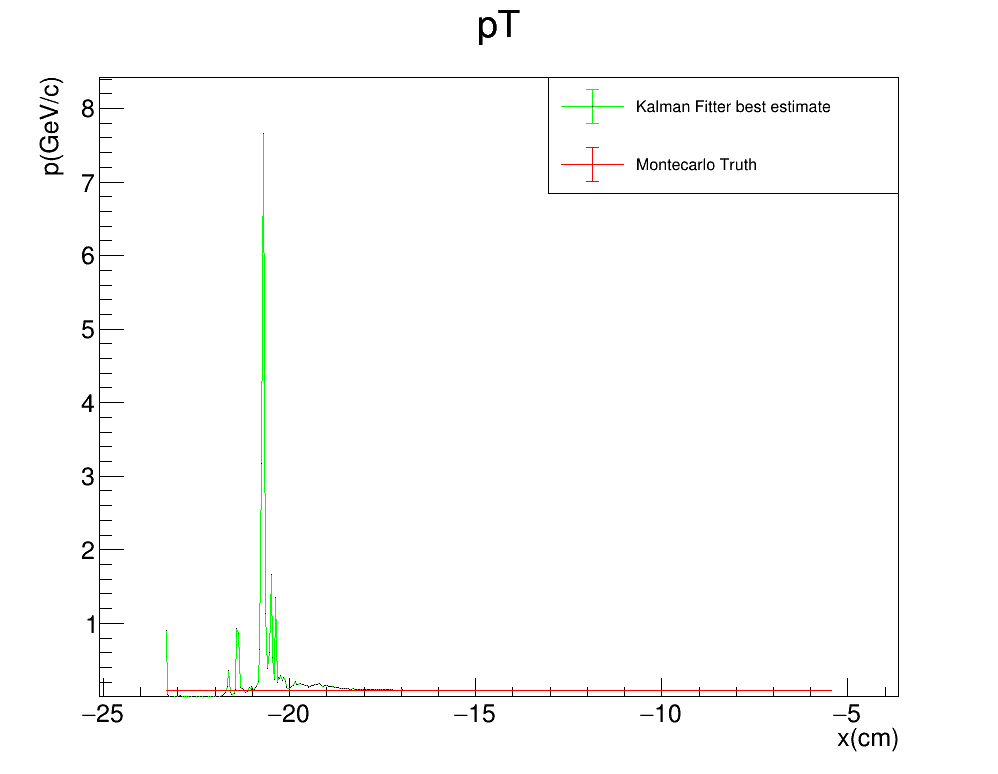 pT
p(GeV/c)
8
7
6
5
4
3
2
1
Kalman Fitter best estimate
Montecarlo Truth
−25 −20 −15 −10 −5
x(cm)